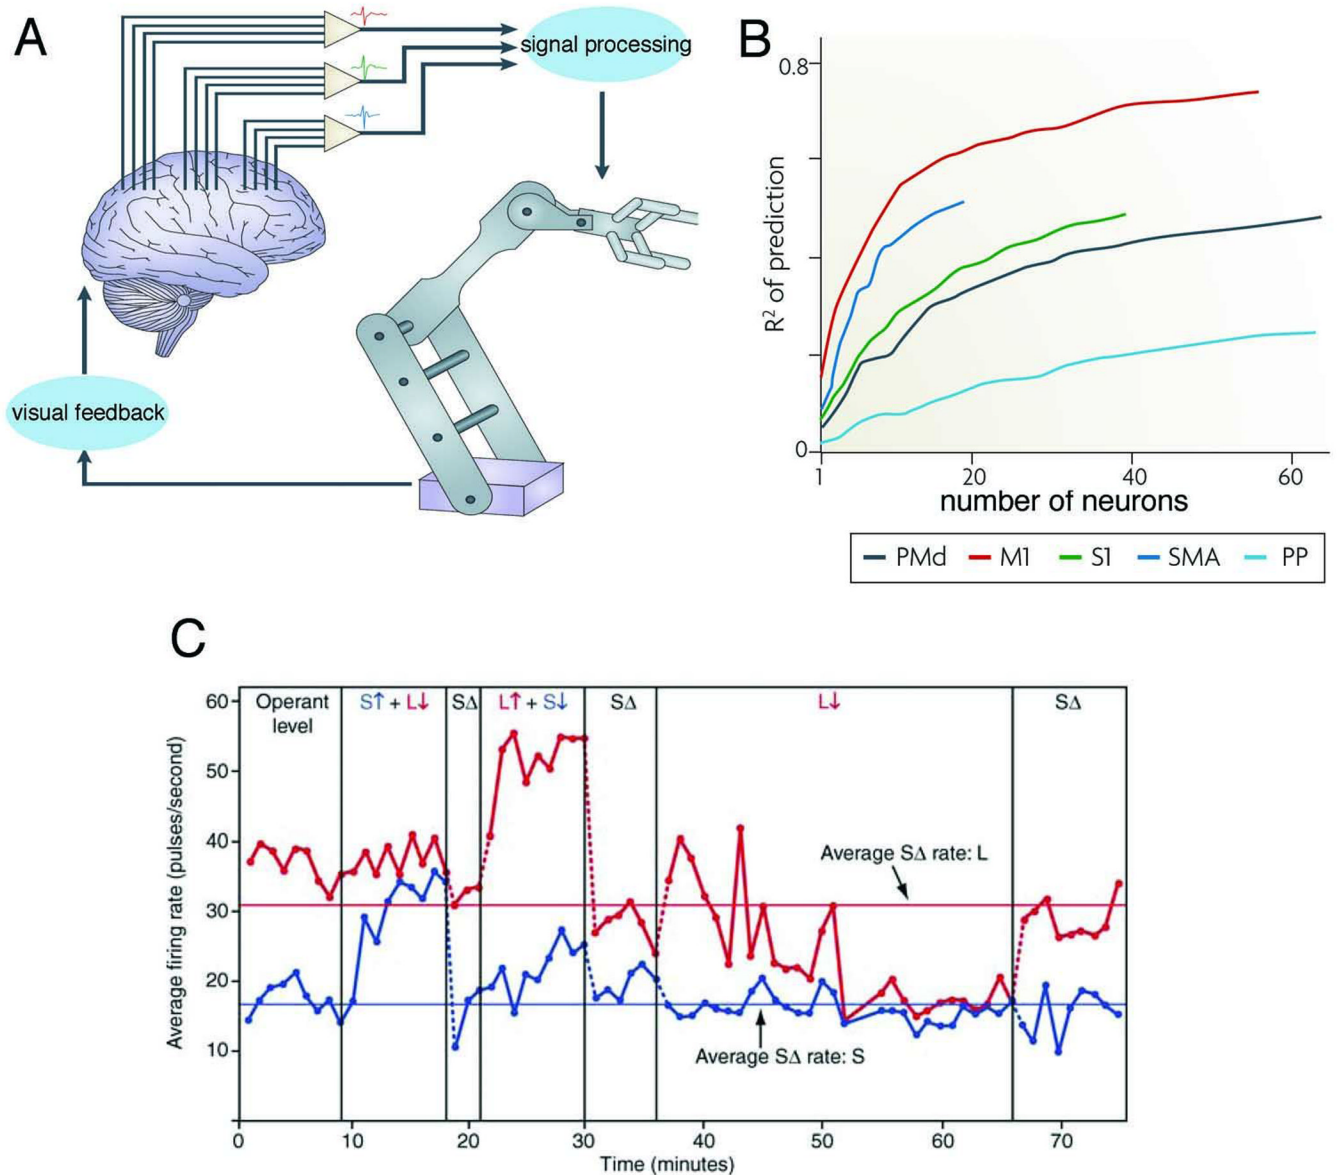 A
signal processing
visual feedback
B
R² of prediction
0.8
0
1 20 40 60
number of neurons
PMd M1 S1 SMA PP
C
Average firing rate (pulses/second)
60
50
40
30
20
10
Operant
level
S↑ + L↓
SΔ
L↑ + S↓
SΔ
L↓
SΔ
Average SΔ rate: L
Average SΔ rate: S
0 10 20 30 40 50 60 70
Time (minutes)